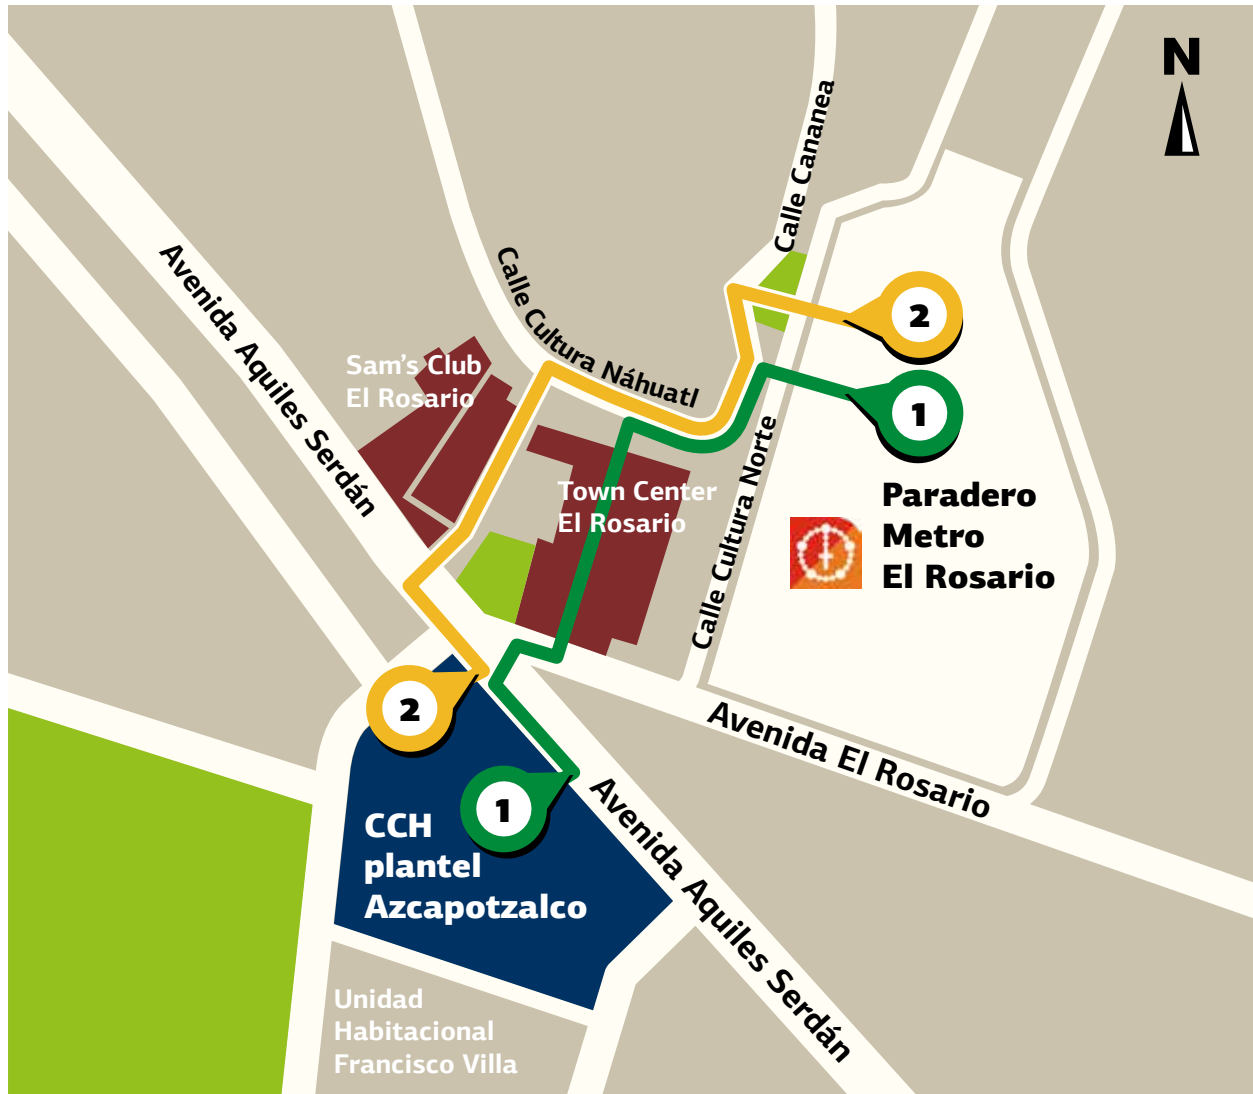 N
Calle Cananea
Avenida Aquiles Serdán
Calle Cultura Náhuatl
2
Sam's Club
El Rosario
1
Calle Cultura Norte
Town Center
El Rosario
Paradero
Metro
El Rosario
2
Avenida El Rosario
1
Avenida Aquiles Serdán
CCH
plantel
Azcapotzalco
Unidad
Habitacional
Francisco Villa